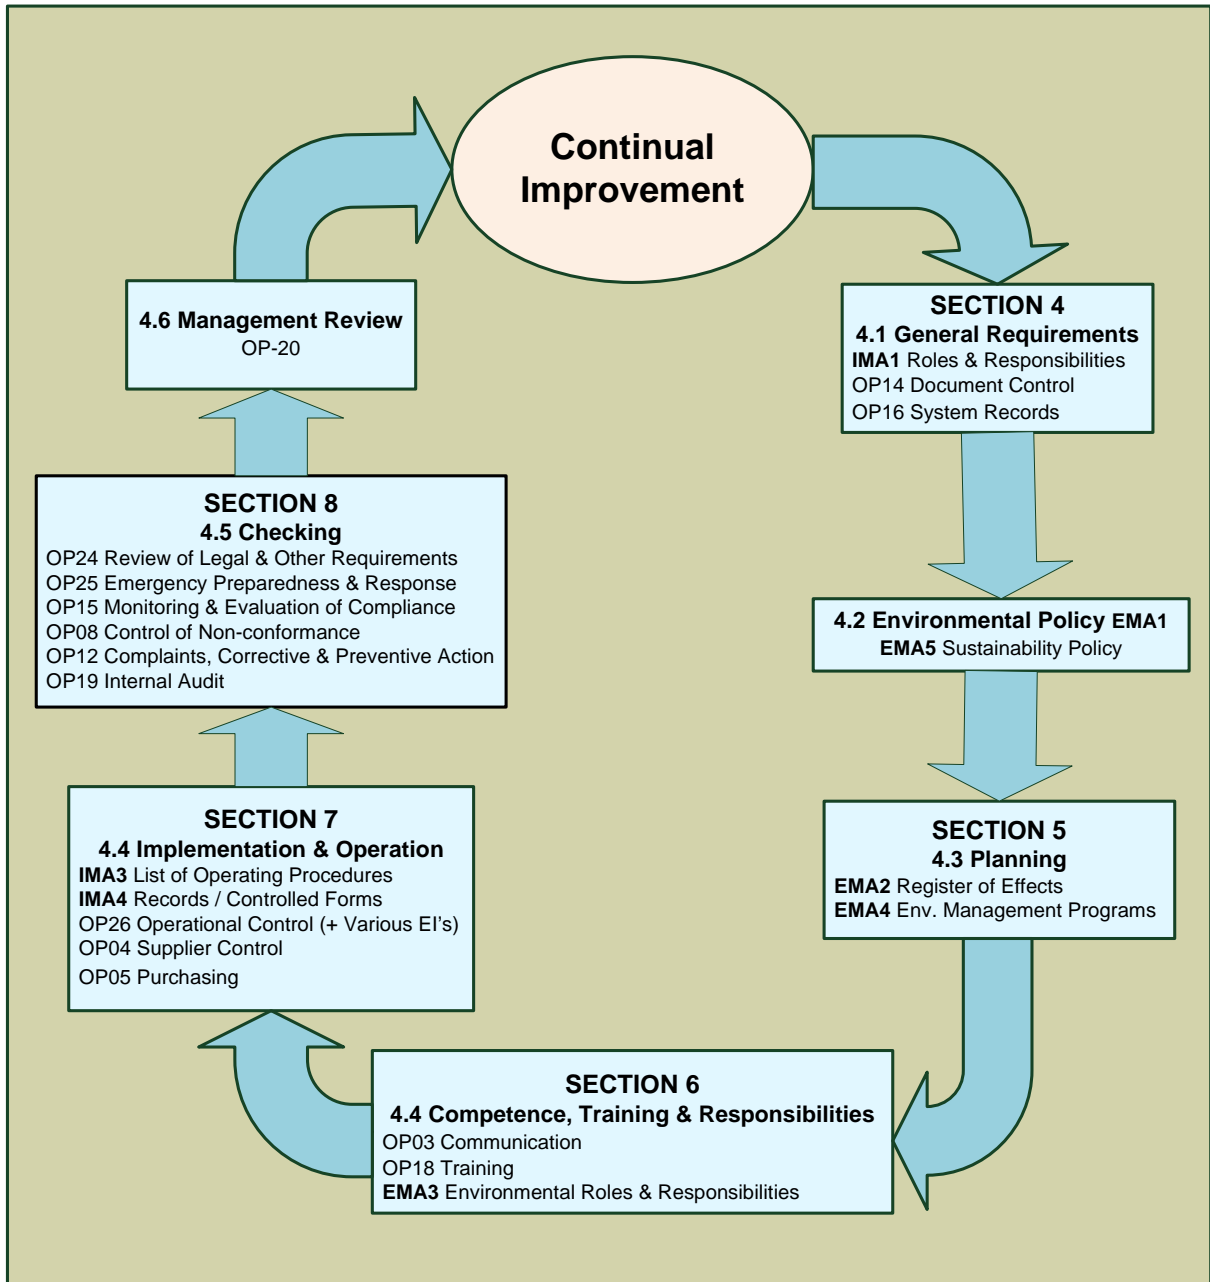 Continual
Improvement
SECTION 4
4.1 General Requirements
IMA1 Roles & Responsibilities
OP14 Document Control
OP16 System Records
4.2 Environmental Policy EMA1
EMA5 Sustainability Policy
SECTION 5
4.3 Planning
EMA2 Register of Effects
EMA4 Env. Management Programs
SECTION 6
4.4 Competence, Training & Responsibilities
OP03 Communication
OP18 Training
EMA3 Environmental Roles & Responsibilities
SECTION 7
4.4 Implementation & Operation
IMA3 List of Operating Procedures
IMA4 Records / Controlled Forms
OP26 Operational Control (+ Various EI’s)
OP04 Supplier Control
OP05 Purchasing
SECTION 8
4.5 Checking
OP24 Review of Legal & Other Requirements
OP25 Emergency Preparedness & Response
OP15 Monitoring & Evaluation of Compliance
OP08 Control of Non-conformance
OP12 Complaints, Corrective & Preventive Action
OP19 Internal Audit
4.6 Management Review
OP-20